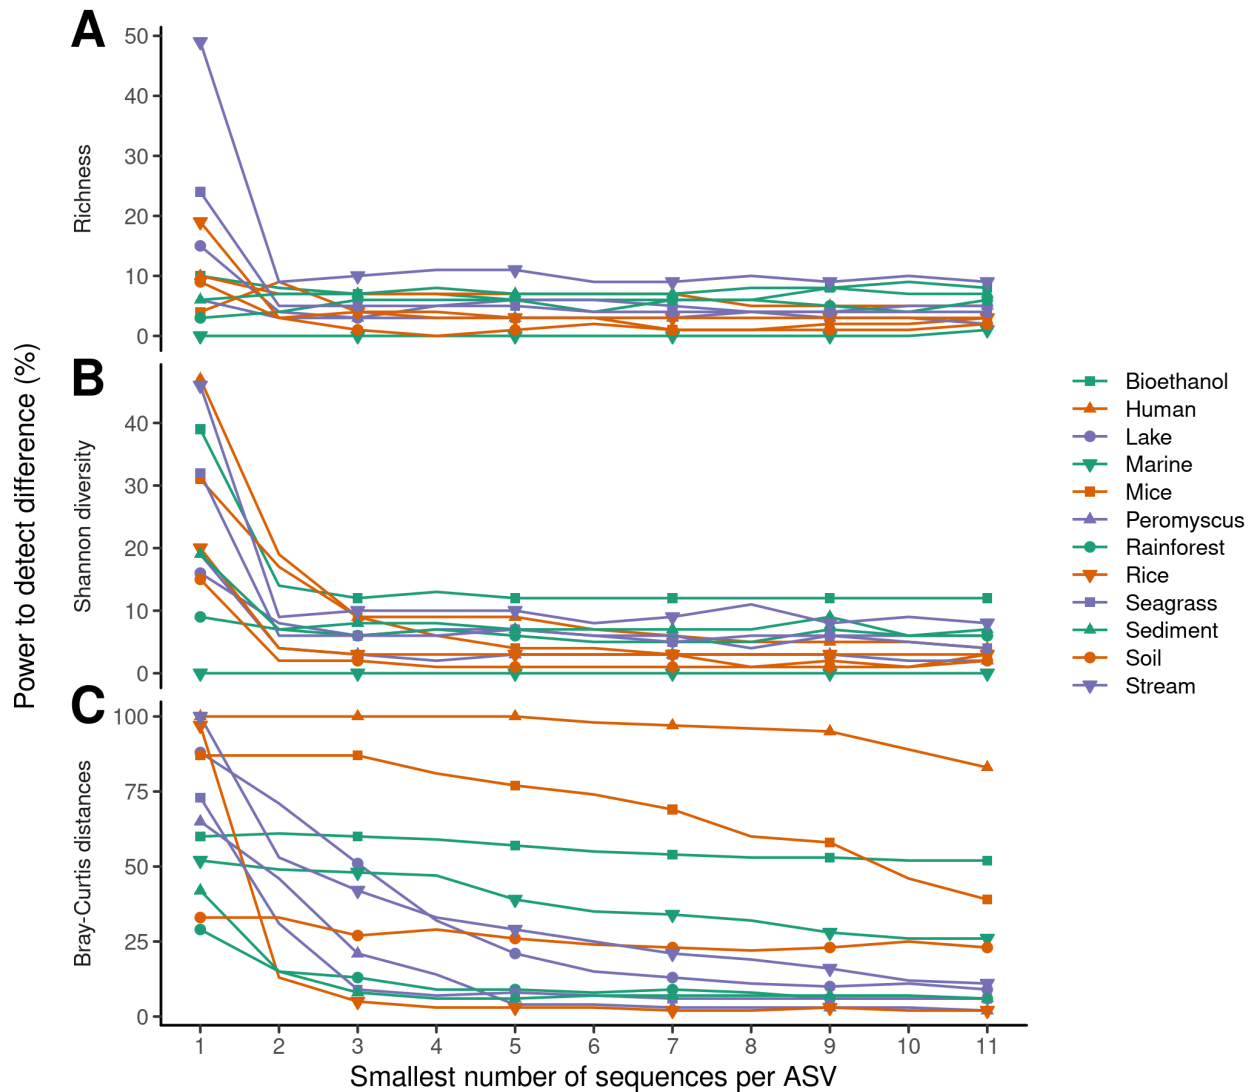 A
50
40
30
20
10
0
Richness
B
40
30
20
10
0
Shannon diversity
C
100
75
50
25
0
Bray-Curtis distances
Power to detect difference (%)
1 2 3 4 5 6 7 8 9 10 11
Smallest number of sequences per ASV
Bioethanol
Human
Lake
Marine
Mice
Peromyscus
Rainforest
Rice
Seagrass
Sediment
Soil
Stream